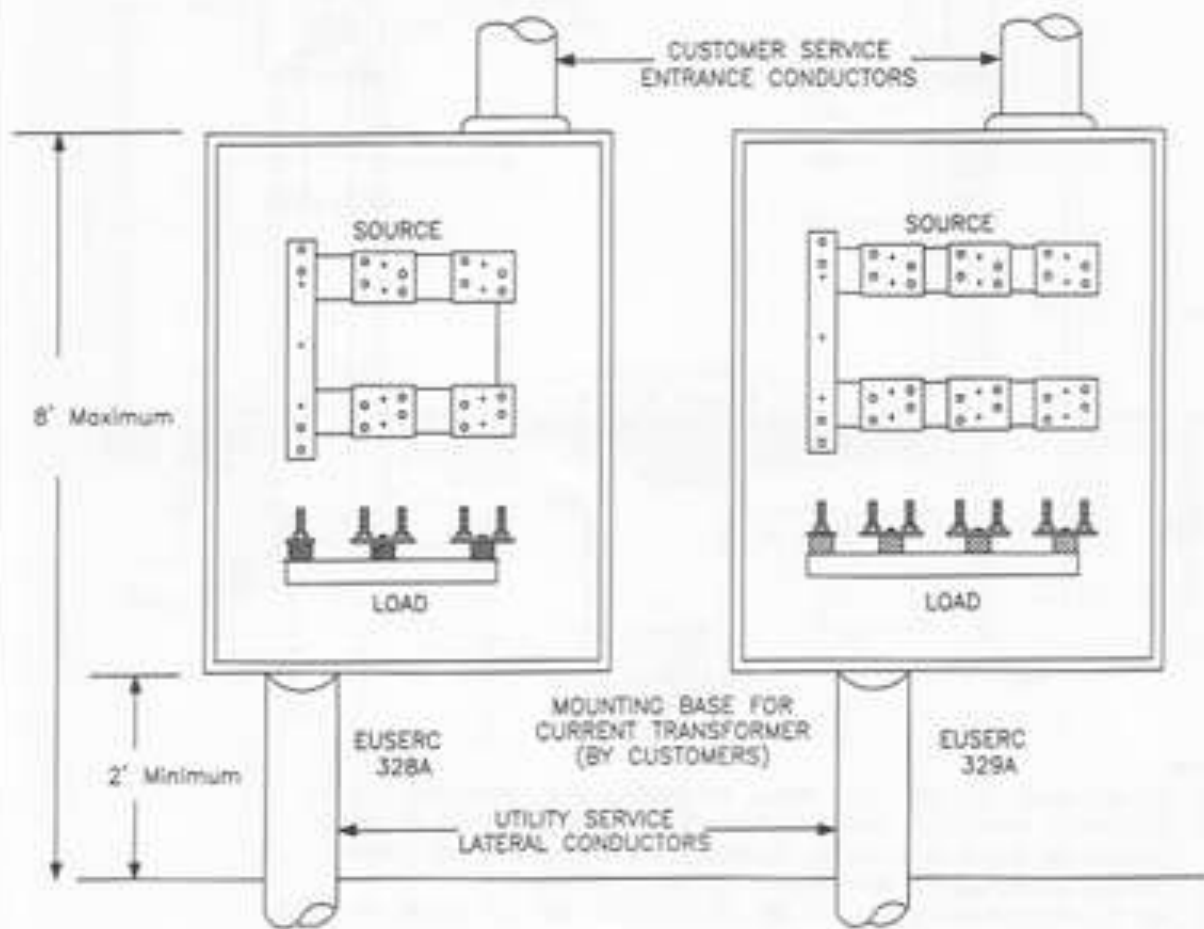 CUSTOMER SERVICE
ENTRANCE CONDUCTORS
SOURCE
SOURCE
8' Maximum
LOAD
LOAD
MOUNTING BASE FOR
CURRENT TRANSFORMER
(BY CUSTOMERS)
EUSERC
328A
EUSERC
329A
2' Minimum
UTILITY SERVICE
LATERAL CONDUCTORS